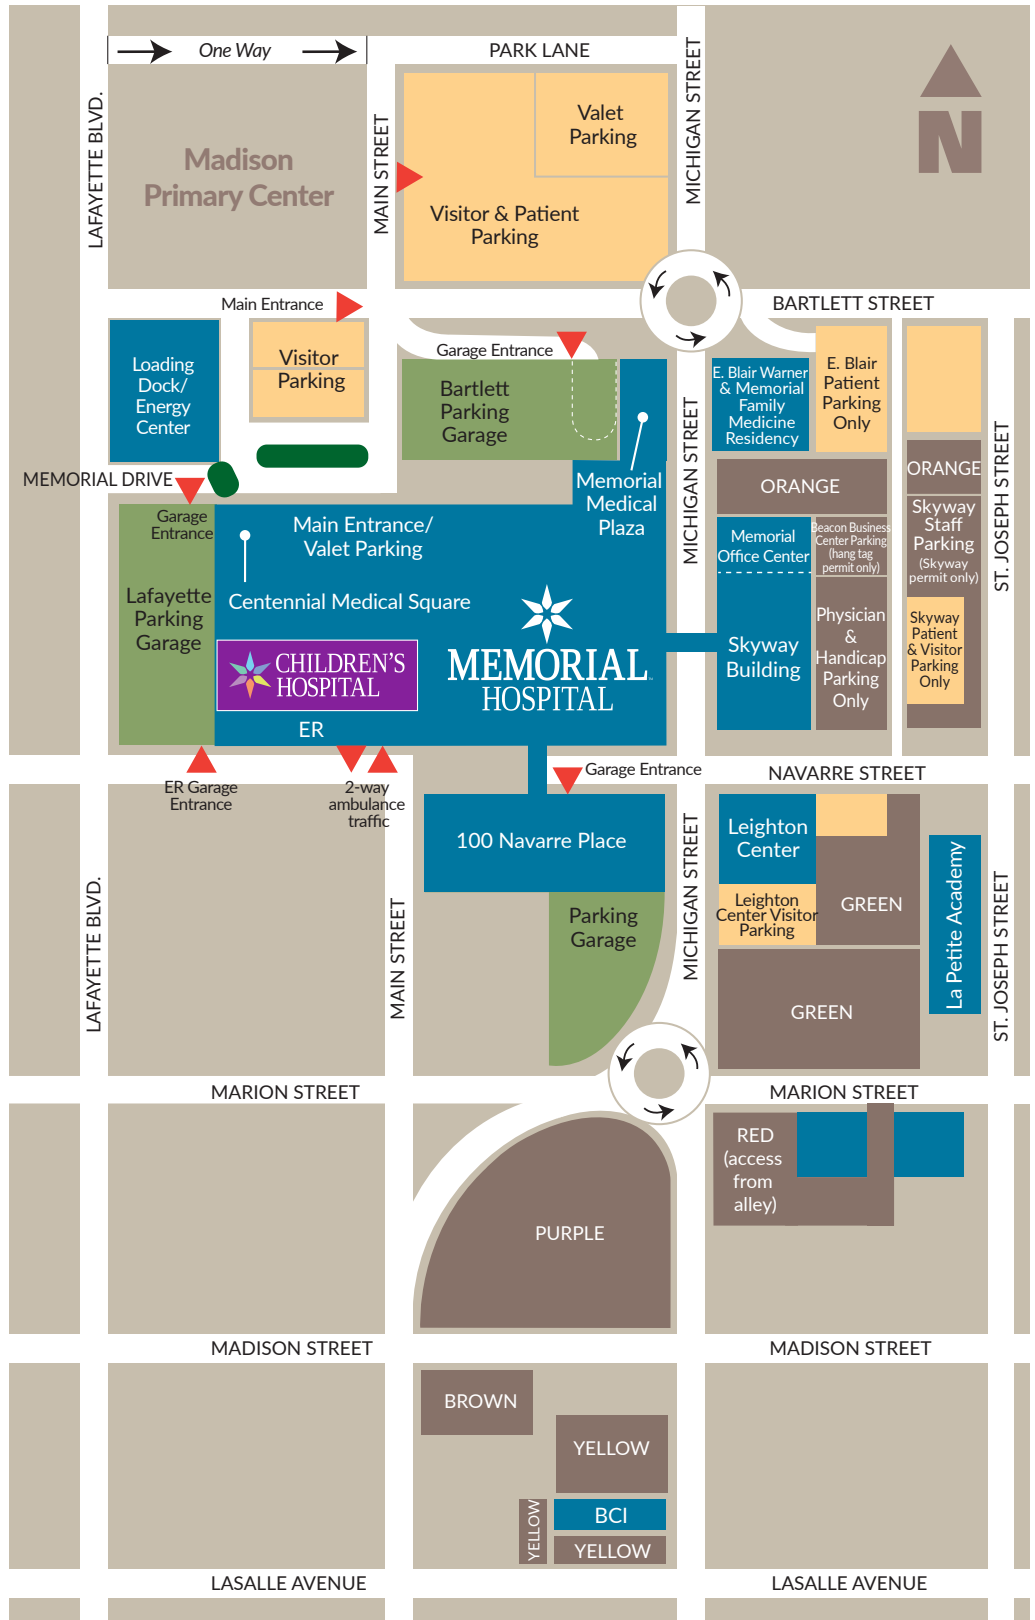 One Way
PARK LANE
LAFAYETTE BLVD.
MAIN STREET
MICHIGAN STREET
Madison
Primary Center
Valet
Parking
Visitor & Patient
Parking
N
Main Entrance
BARTLETT STREET
Loading
Dock/
Energy
Center
Visitor
Parking
Garage Entrance
Bartlett
Parking
Garage
E. Blair Warner
& Memorial
Family
Medicine
Residency
E. Blair
Patient
Parking
Only
MICHIGAN STREET
ST. JOSEPH STREET
MEMORIAL DRIVE
Garage
Entrance
Memorial
Medical
Plaza
ORANGE
ORANGE
Main Entrance/
Valet Parking
Memorial
Office Center
Beacon Business
Center Parking
(hang tag
permit only)
Skyway
Staff
Parking
(Skyway
permit only)
Lafayette
Parking
Garage
Centennial Medical Square
Skyway
Building
Physician
&
Handicap
Parking
Only
Skyway
Patient
& Visitor
Parking
Only
CHILDREN'S
HOSPITAL
MEMORIAL
HOSPITAL
ER
ER Garage
Entrance
2-way
ambulance
traffic
Garage Entrance
NAVARRE STREET
100 Navarre Place
Leighton
Center
Leighton
Center Visitor
Parking
GREEN
La Petite Academy
LAFAYETTE BLVD.
MAIN STREET
Parking
Garage
MICHIGAN STREET
ST. JOSEPH STREET
GREEN
MARION STREET
MARION STREET
RED
(access
from
alley)
PURPLE
MADISON STREET
MADISON STREET
BROWN
YELLOW
YELLOW
BCI
YELLOW
LASALLE AVENUE
LASALLE AVENUE